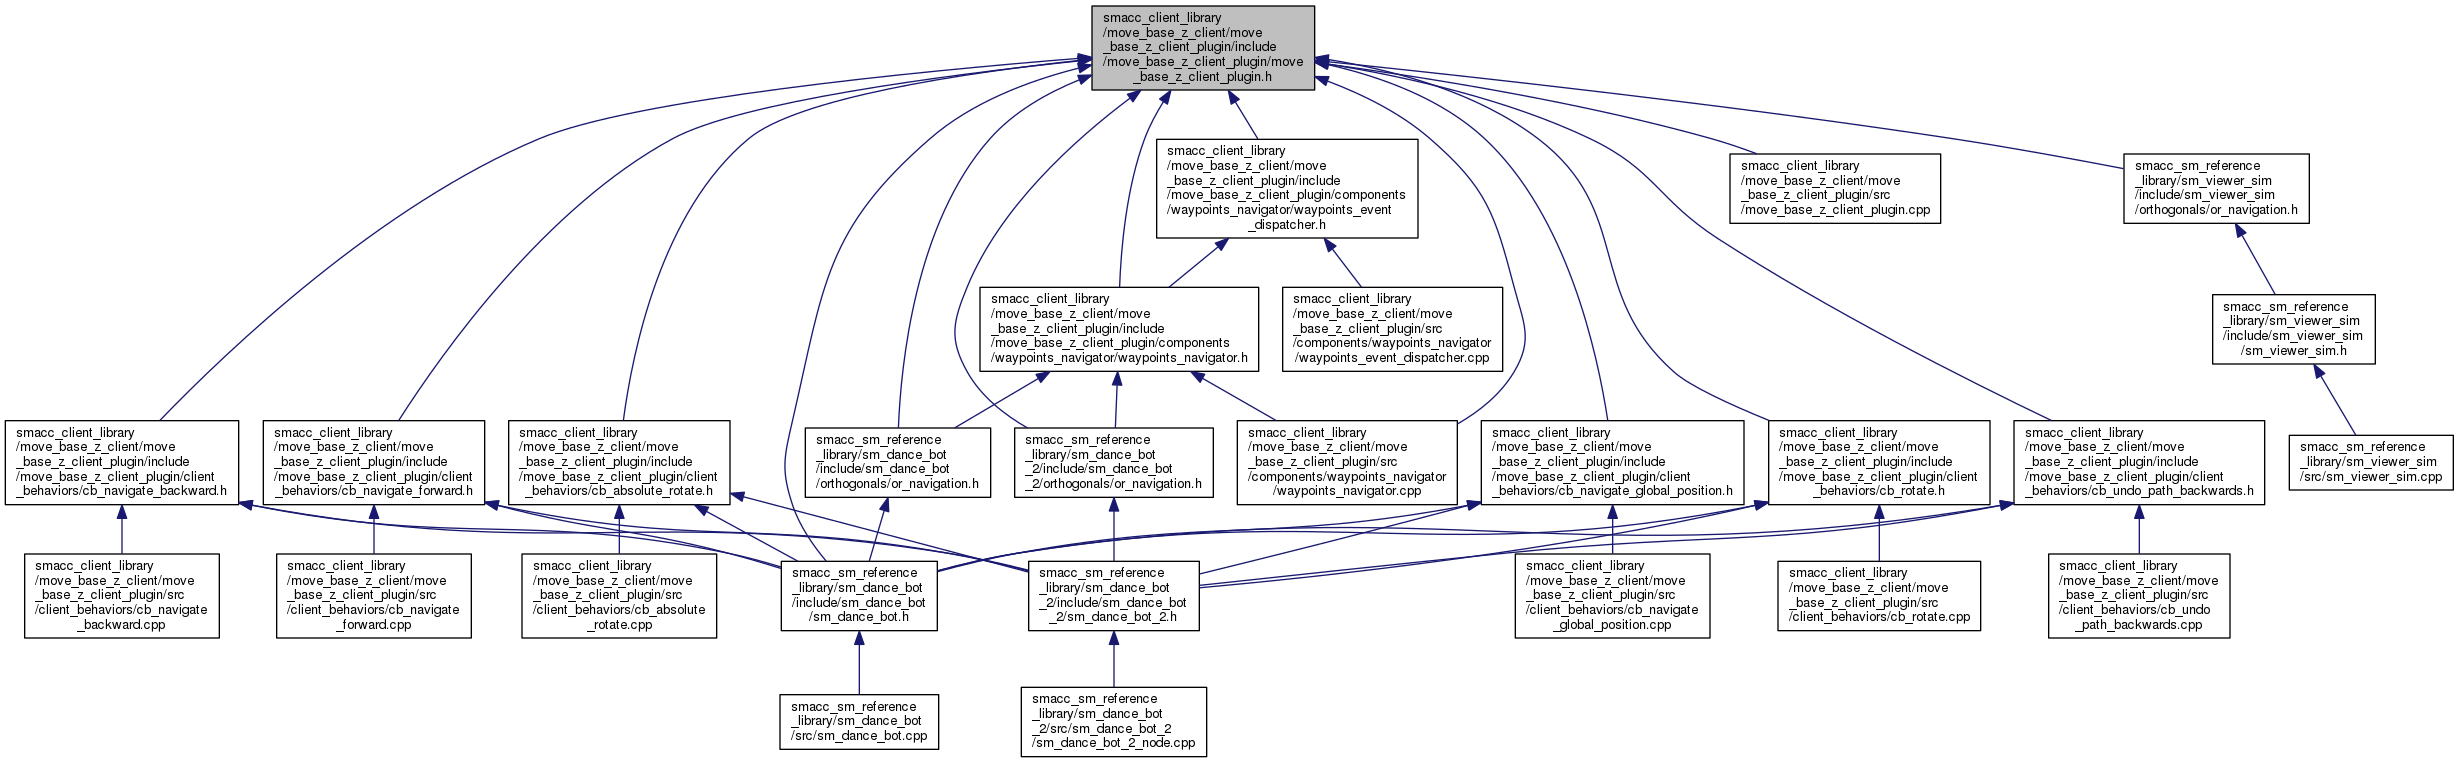 smacc_client_library
/move_base_z_client/move
_base_z_client_plugin/include
/move_base_z_client_plugin/move
_base_z_client_plugin.h
smacc_client_library
/move_base_z_client/move
_base_z_client_plugin/include
/move_base_z_client_plugin/components
/waypoints_navigator/waypoints_event
_dispatcher.h
smacc_client_library
/move_base_z_client/move
_base_z_client_plugin/src
/move_base_z_client_plugin.cpp
smacc_sm_reference
_library/sm_viewer_sim
/include/sm_viewer_sim
/orthogonals/or_navigation.h
smacc_client_library
/move_base_z_client/move
_base_z_client_plugin/include
/move_base_z_client_plugin/components
/waypoints_navigator/waypoints_navigator.h
smacc_client_library
/move_base_z_client/move
_base_z_client_plugin/src
/components/waypoints_navigator
/waypoints_event_dispatcher.cpp
smacc_sm_reference
_library/sm_viewer_sim
/include/sm_viewer_sim
/sm_viewer_sim.h
smacc_client_library
/move_base_z_client/move
_base_z_client_plugin/include
/move_base_z_client_plugin/client
_behaviors/cb_navigate_backward.h
smacc_client_library
/move_base_z_client/move
_base_z_client_plugin/include
/move_base_z_client_plugin/client
_behaviors/cb_navigate_forward.h
smacc_client_library
/move_base_z_client/move
_base_z_client_plugin/include
/move_base_z_client_plugin/client
_behaviors/cb_absolute_rotate.h
smacc_sm_reference
_library/sm_dance_bot
/include/sm_dance_bot
/orthogonals/or_navigation.h
smacc_sm_reference
_library/sm_dance_bot
_2/include/sm_dance_bot
_2/orthogonals/or_navigation.h
smacc_client_library
/move_base_z_client/move
_base_z_client_plugin/src
/components/waypoints_navigator
/waypoints_navigator.cpp
smacc_client_library
/move_base_z_client/move
_base_z_client_plugin/include
/move_base_z_client_plugin/client
_behaviors/cb_navigate_global_position.h
smacc_client_library
/move_base_z_client/move
_base_z_client_plugin/include
/move_base_z_client_plugin/client
_behaviors/cb_rotate.h
smacc_client_library
/move_base_z_client/move
_base_z_client_plugin/include
/move_base_z_client_plugin/client
_behaviors/cb_undo_path_backwards.h
smacc_sm_reference
_library/sm_viewer_sim
/src/sm_viewer_sim.cpp
smacc_client_library
/move_base_z_client/move
_base_z_client_plugin/src
/client_behaviors/cb_navigate
_backward.cpp
smacc_client_library
/move_base_z_client/move
_base_z_client_plugin/src
/client_behaviors/cb_navigate
_forward.cpp
smacc_client_library
/move_base_z_client/move
_base_z_client_plugin/src
/client_behaviors/cb_absolute
_rotate.cpp
smacc_sm_reference
_library/sm_dance_bot
/include/sm_dance_bot
/sm_dance_bot.h
smacc_sm_reference
_library/sm_dance_bot
_2/include/sm_dance_bot
_2/sm_dance_bot_2.h
smacc_client_library
/move_base_z_client/move
_base_z_client_plugin/src
/client_behaviors/cb_navigate
_global_position.cpp
smacc_client_library
/move_base_z_client/move
_base_z_client_plugin/src
/client_behaviors/cb_rotate.cpp
smacc_client_library
/move_base_z_client/move
_base_z_client_plugin/src
/client_behaviors/cb_undo
_path_backwards.cpp
smacc_sm_reference
_library/sm_dance_bot
/src/sm_dance_bot.cpp
smacc_sm_reference
_library/sm_dance_bot
_2/src/sm_dance_bot_2
/sm_dance_bot_2_node.cpp